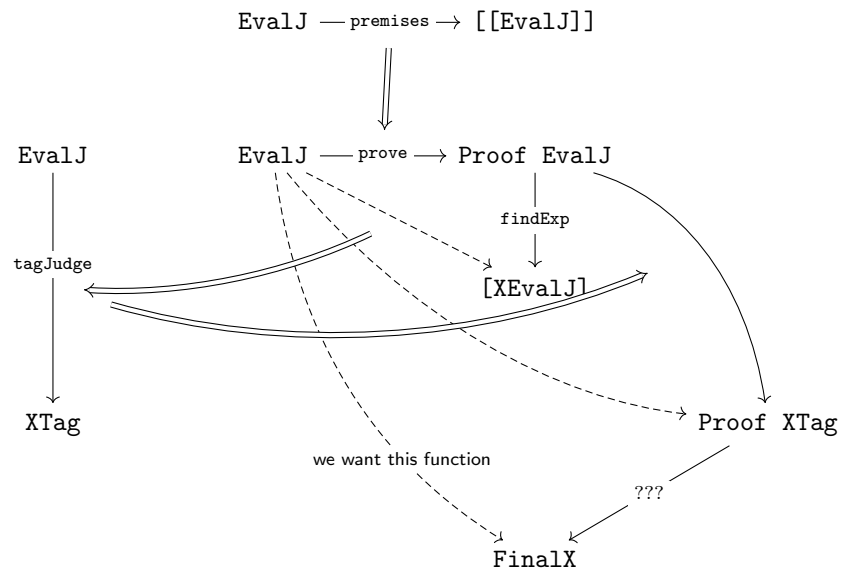 EvalJ premises [[EvalJ]]
EvalJ EvalJ prove Proof EvalJ
findExp
tagJudge
[XEvalJ]
XTag Proof XTag
we want this function
???
FinalX